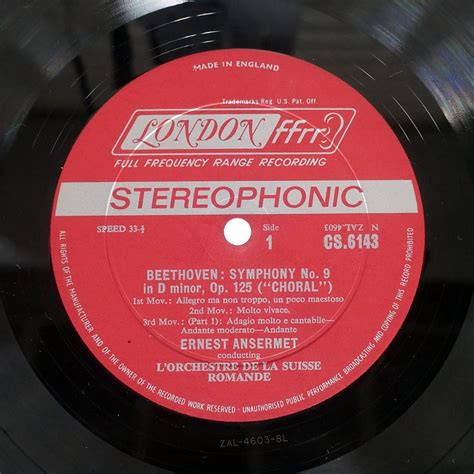 MADE IN ENGLAND
Trademarks Reg. U.S. Pat. Off.
LONDON ffrr
FULL FREQUENCY RANGE RECORDING
STEREOPHONIC
SPEED 33⅓
Side
1
N ZAL.4603
CS.6143
BEETHOVEN: SYMPHONY No. 9
in D minor, Op. 125 ("CHORAL")
1st Mov.: Allegro ma non troppo, un poco maestoso
2nd Mov.: Molto vivace.
3rd Mov.: (Part 1): Adagio molto e cantabile—
Andante moderato—Andante
ERNEST ANSERMET
conducting
L'ORCHESTRE DE LA SUISSE
ROMANDE
ALL RIGHTS OF THE MANUFACTURER AND OF THE OWNER OF THE RECORDED WORK RESERVED · UNAUTHORISED PUBLIC PERFORMANCE BROADCASTING AND COPYING OF THIS RECORD PROHIBITED
ZAL-4603-8L